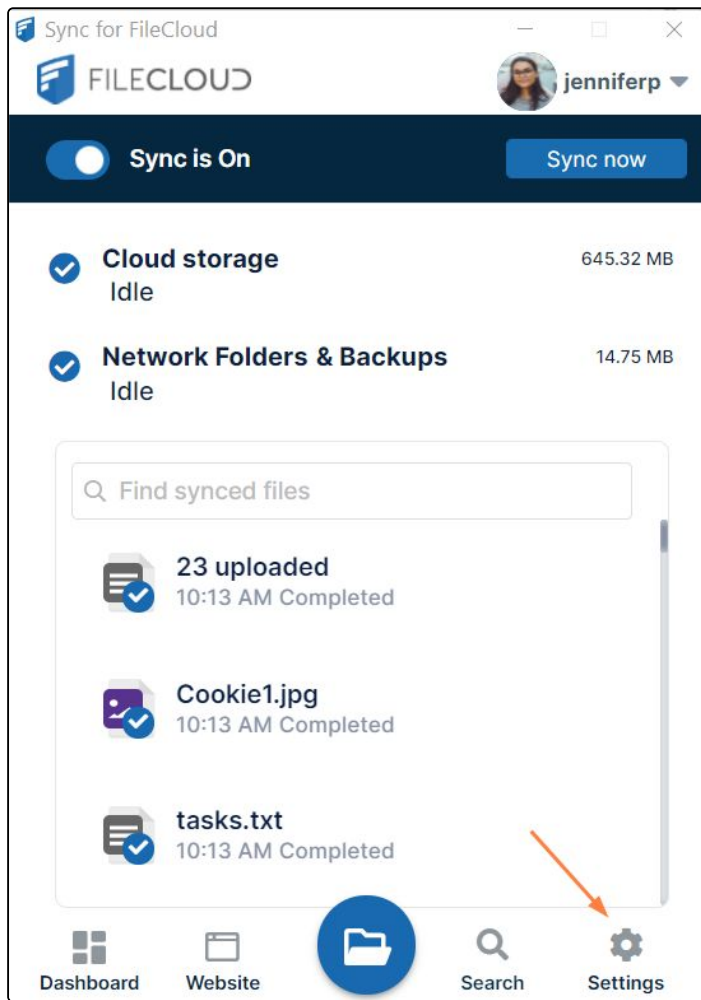 Sync for FileCloud
FILECLOUD
jenniferp
Sync is On
Sync now
Cloud storage
645.32 MB
Idle
Network Folders & Backups
14.75 MB
Idle
Find synced files
23 uploaded
10:13 AM Completed
Cookie1.jpg
10:13 AM Completed
tasks.txt
10:13 AM Completed
Dashboard
Website
Search
Settings